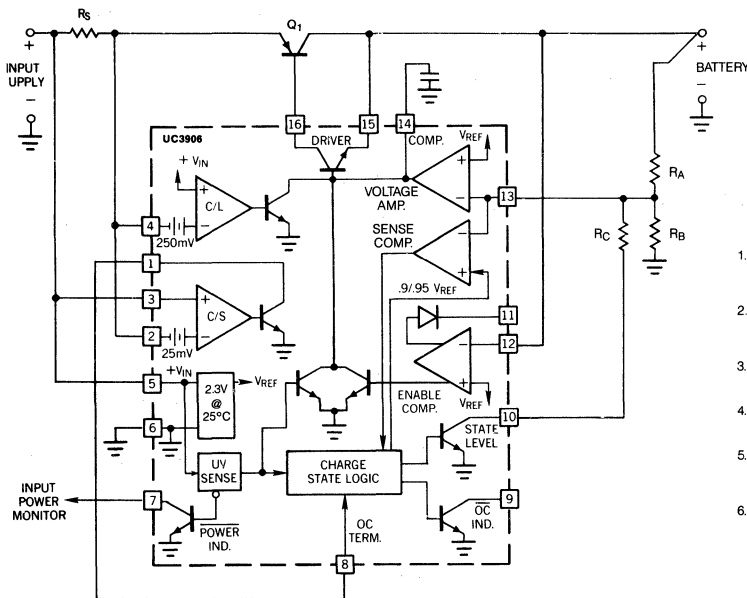 RS
Q1
+
+
INPUT
UPPLY
−
BATTERY
−
16
15
14
UC3906
DRIVER
COMP.
VREF
+ VIN
+
C/L
−
+
−
VOLTAGE
AMP.
13
RA
4
250mV
SENSE
COMP.
−
+
RC
RB
1
.9/.95 VREF
3
+
C/S
−
2
25mV
11
12
−
+
1.
2.
3.
4.
5.
6.
5
+VIN
2.3V
@
25°C
VREF
ENABLE
COMP.
VREF
10
6
STATE
LEVEL
UV
SENSE
CHARGE
STATE LOGIC
INPUT
POWER
MONITOR
7
POWER
IND.
OC
TERM.
OC
IND.
9
8